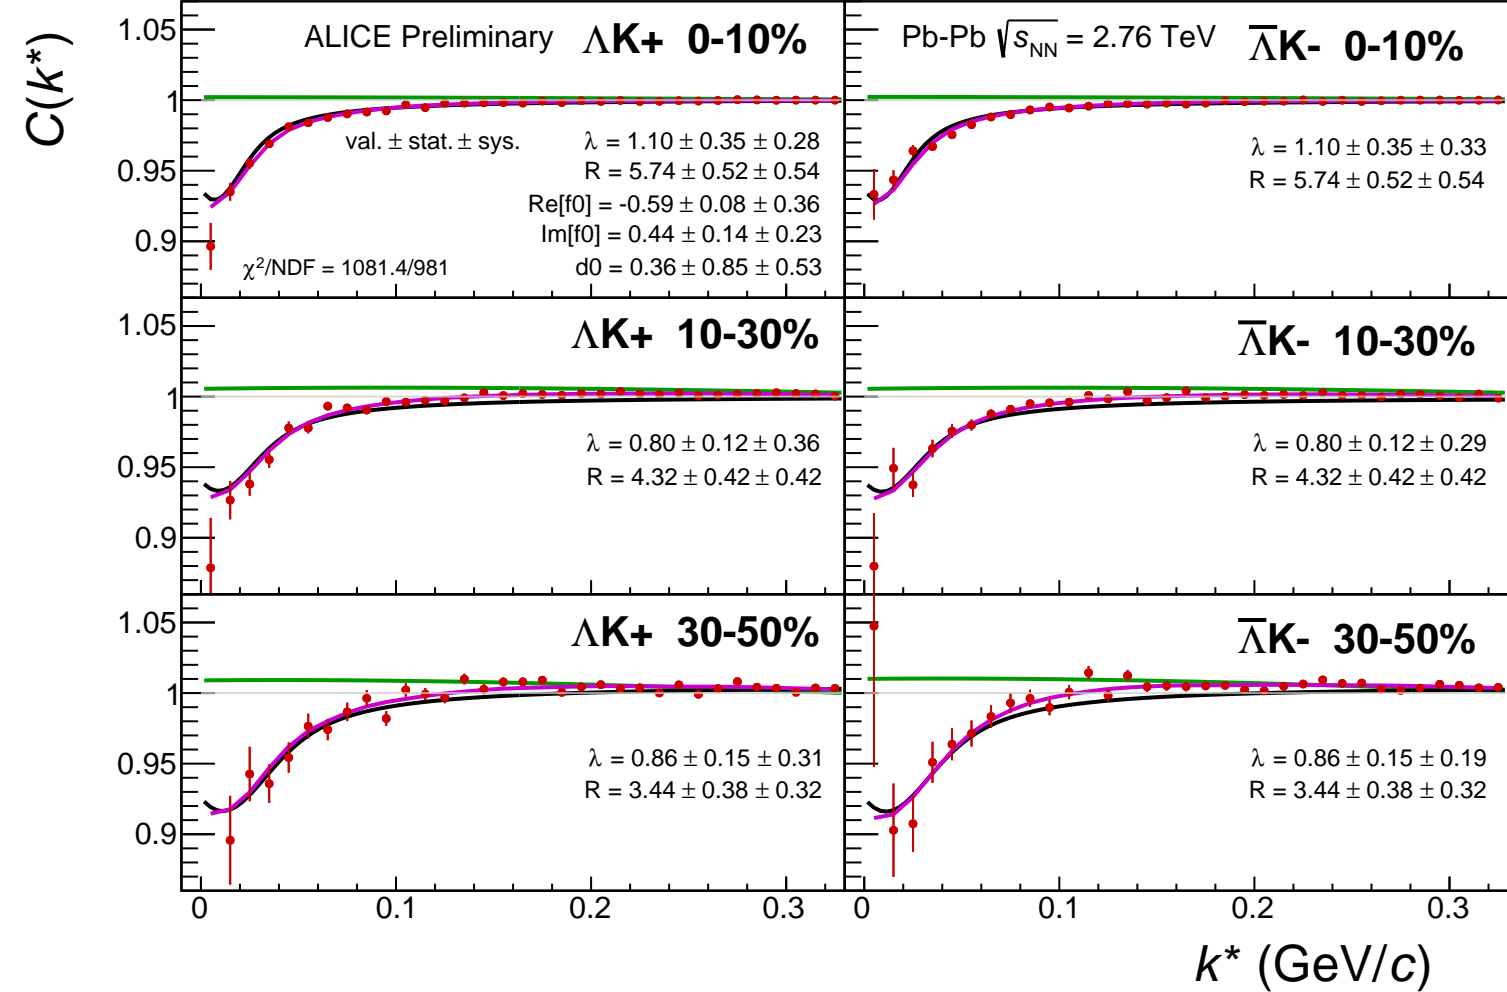 C(k*)
ALICE Preliminary ΛK+ 0-10%
1.05
1
0.95
0.9
val. ± stat. ± sys.
λ = 1.10 ± 0.35 ± 0.28
R = 5.74 ± 0.52 ± 0.54
Re[f0] = -0.59 ± 0.08 ± 0.36
Im[f0] = 0.44 ± 0.14 ± 0.23
χ²/NDF = 1081.4/981
d0 = 0.36 ± 0.85 ± 0.53
Pb-Pb √s_NN = 2.76 TeV Λ̅K- 0-10%
λ = 1.10 ± 0.35 ± 0.33
R = 5.74 ± 0.52 ± 0.54
ΛK+ 10-30%
1.05
1
0.95
0.9
λ = 0.80 ± 0.12 ± 0.36
R = 4.32 ± 0.42 ± 0.42
Λ̅K- 10-30%
λ = 0.80 ± 0.12 ± 0.29
R = 4.32 ± 0.42 ± 0.42
ΛK+ 30-50%
1.05
1
0.95
0.9
λ = 0.86 ± 0.15 ± 0.31
R = 3.44 ± 0.38 ± 0.32
Λ̅K- 30-50%
λ = 0.86 ± 0.15 ± 0.19
R = 3.44 ± 0.38 ± 0.32
0 0.1 0.2 0.3 0 0.1 0.2 0.3
k* (GeV/c)